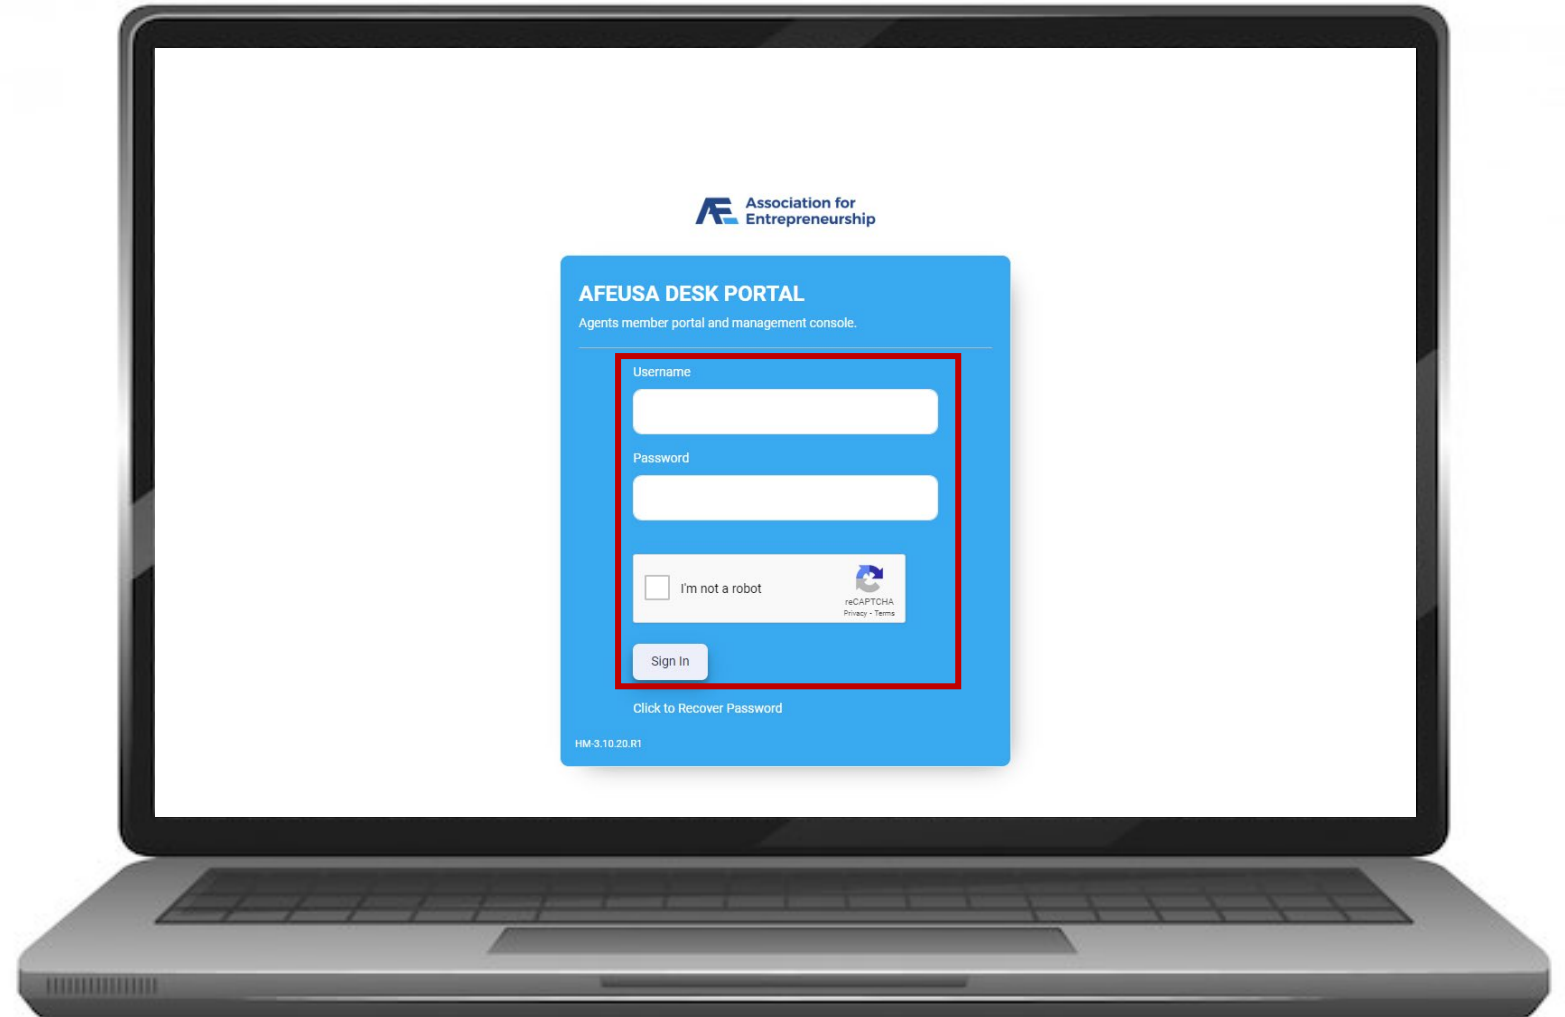 Association for
Entrepreneurship
AFEUSA DESK PORTAL
Agents member portal and management console.
Username
Password
I'm not a robot
reCAPTCHA
Privacy - Terms
Sign In
Click to Recover Password
HM-3.10.20.R1